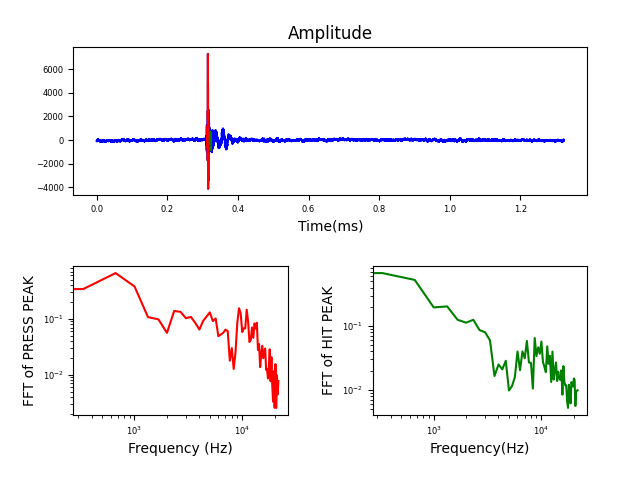 Amplitude
6000
4000
2000
0
−2000
−4000
0.0 0.2 0.4 0.6 0.8 1.0 1.2
Time(ms)
FFT of PRESS PEAK
10⁻¹
10⁻²
10³ 10⁴
Frequency (Hz)
FFT of HIT PEAK
10⁻¹
10⁻²
10³ 10⁴
Frequency(Hz)